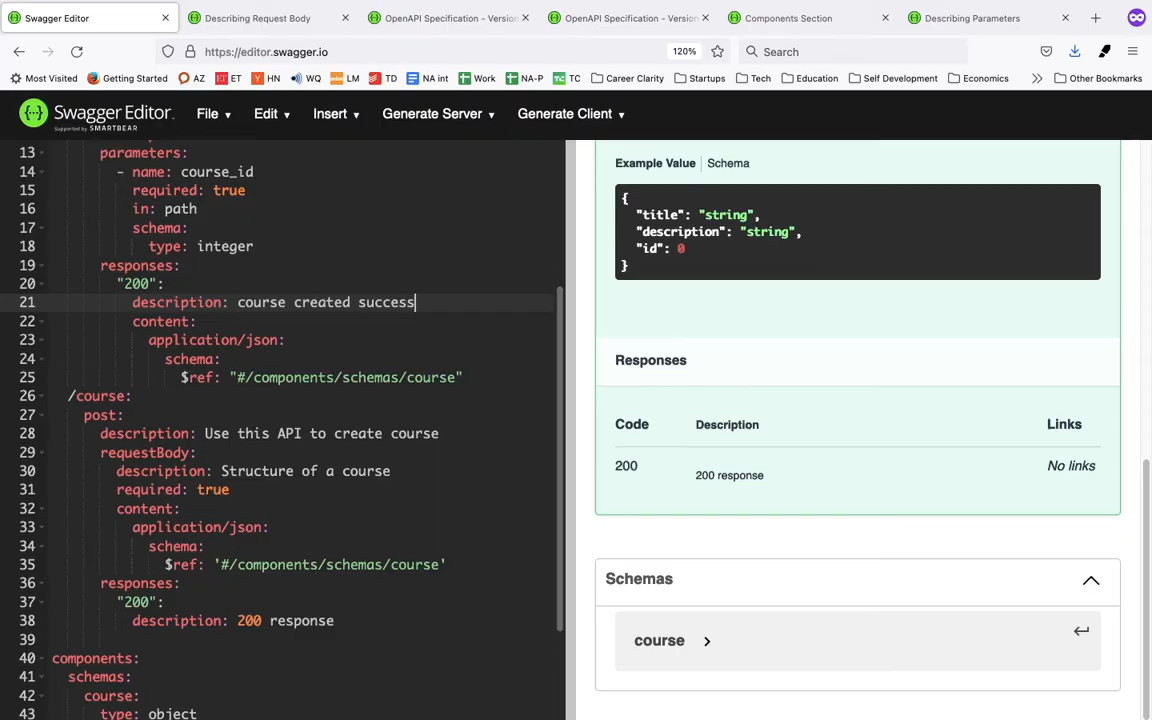 Swagger Editor
Describing Request Body
OpenAPI Specification - Version
OpenAPI Specification - Version
Components Section
Describing Parameters
https://editor.swagger.io
120%
Search
Most Visited
Getting Started
AZ
ET
HN
WQ
LM
TD
NA int
Work
NA-P
TC
Career Clarity
Startups
Tech
Education
Self Development
Economics
Other Bookmarks
Swagger Editor.
Supported by SMARTBEAR
File
Edit
Insert
Generate Server
Generate Client
13 parameters:
14 - name: course_id
15 required: true
16 in: path
17 schema:
18 type: integer
19 responses:
20 "200":
21 description: course created success
22 content:
23 application/json:
24 schema:
25 $ref: "#/components/schemas/course"
26 /course:
27 post:
28 description: Use this API to create course
29 requestBody:
30 description: Structure of a course
31 required: true
32 content:
33 application/json:
34 schema:
35 $ref: '#/components/schemas/course'
36 responses:
37 "200":
38 description: 200 response
39
40 components:
41 schemas:
42 course:
43 type: object
Example Value
Schema
{
"title": "string",
"description": "string",
"id": 0
}
Responses
Code Description Links
200 200 response No links
Schemas
course